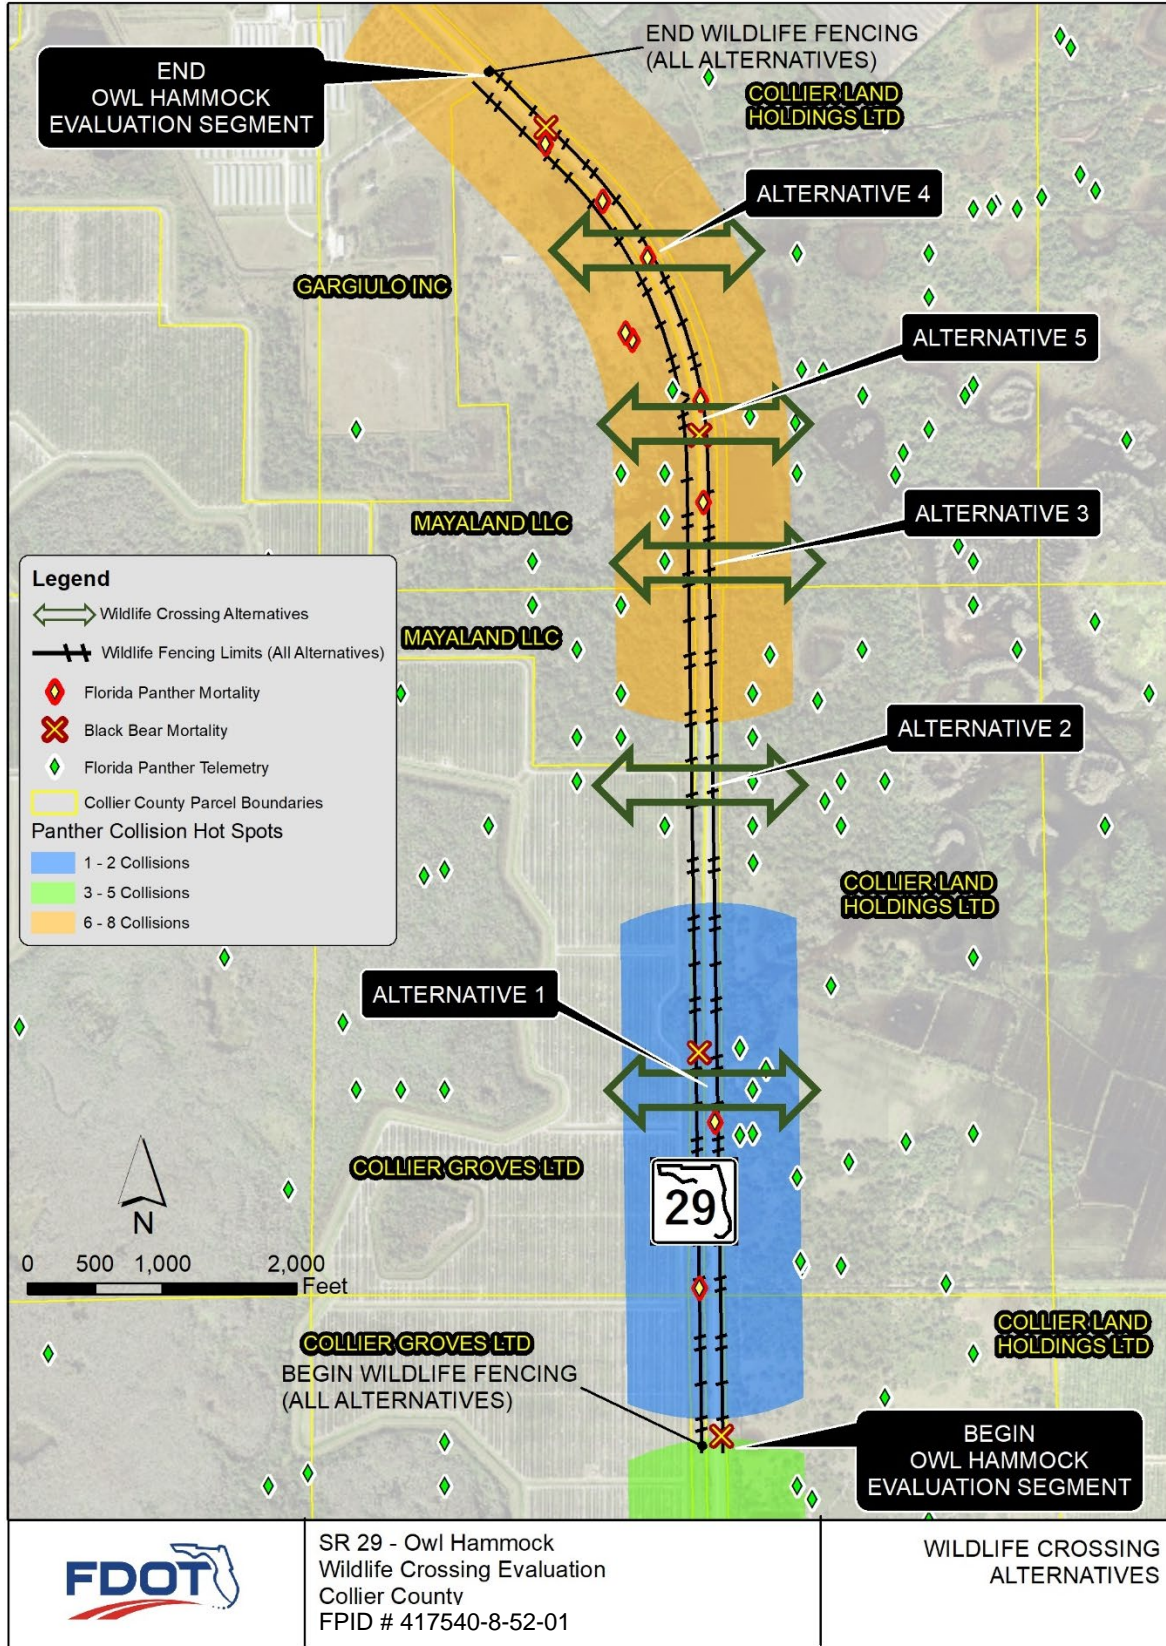 END WILDLIFE FENCING
(ALL ALTERNATIVES)
END
OWL HAMMOCK
EVALUATION SEGMENT
COLLIER LAND
HOLDINGS LTD
ALTERNATIVE 4
GARGIULO INC
ALTERNATIVE 5
ALTERNATIVE 3
MAYALAND LLC
Legend
Wildlife Crossing Alternatives
Wildlife Fencing Limits (All Alternatives)
Florida Panther Mortality
Black Bear Mortality
Florida Panther Telemetry
Collier County Parcel Boundaries
Panther Collision Hot Spots
1 - 2 Collisions
3 - 5 Collisions
6 - 8 Collisions
MAYALAND LLC
ALTERNATIVE 2
COLLIER LAND
HOLDINGS LTD
ALTERNATIVE 1
COLLIER GROVES LTD
29
N
0 500 1,000 2,000
Feet
COLLIER GROVES LTD
COLLIER LAND
HOLDINGS LTD
BEGIN WILDLIFE FENCING
(ALL ALTERNATIVES)
BEGIN
OWL HAMMOCK
EVALUATION SEGMENT
FDOT
SR 29 - Owl Hammock
Wildlife Crossing Evaluation
Collier County
FPID # 417540-8-52-01
WILDLIFE CROSSING
ALTERNATIVES